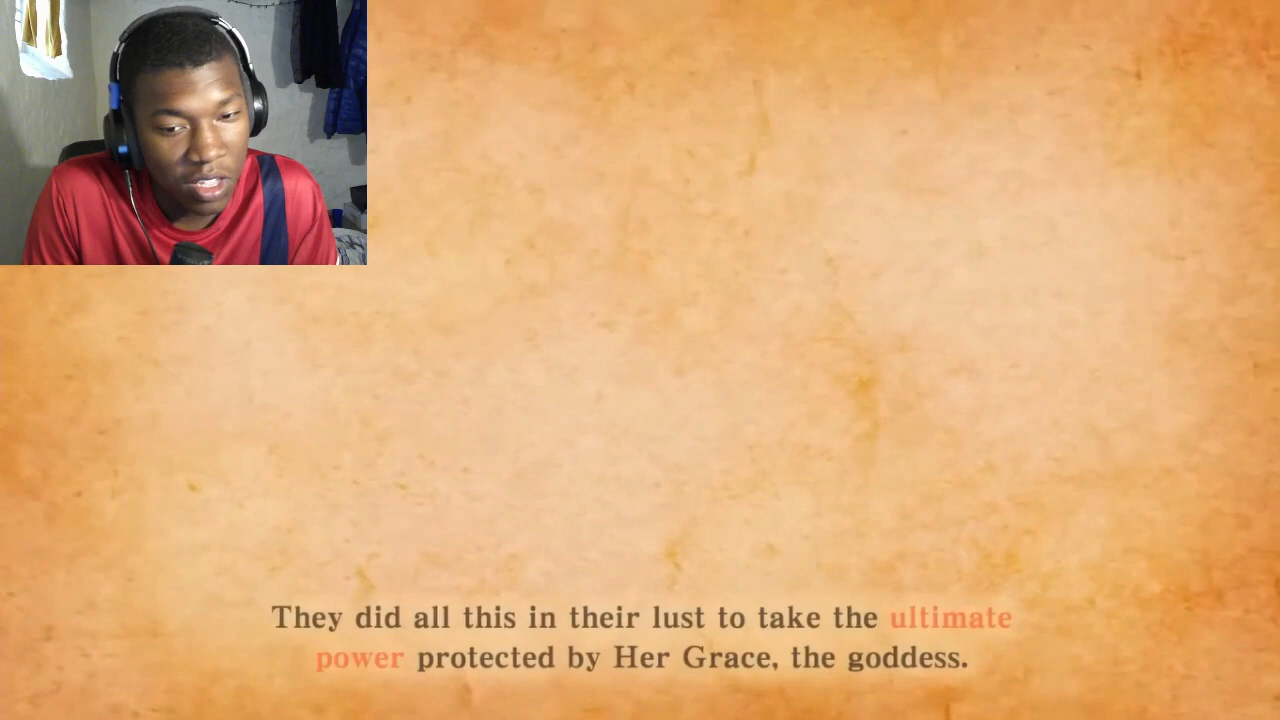 They did all this in their lust to take the ultimate
power protected by Her Grace, the goddess.